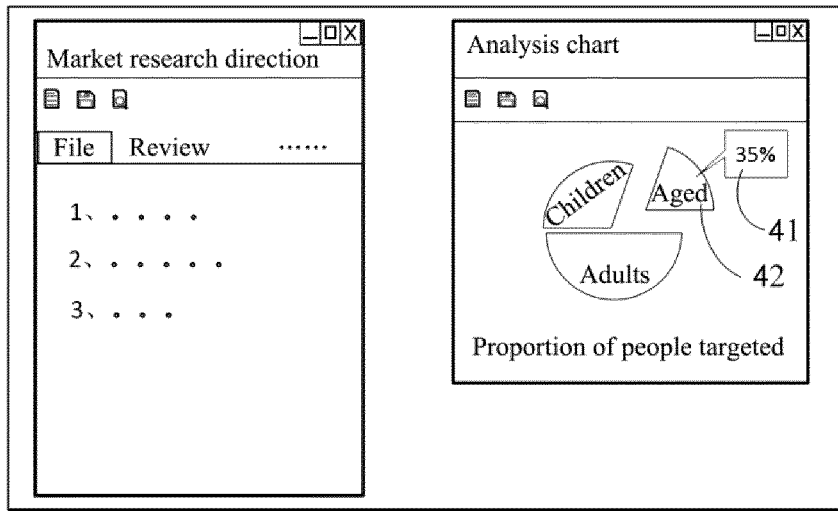 Market research direction
File Review ......
1、。。。。
2、。。。。。
3、。。。
Analysis chart
35%
Children
Aged
41
Adults
42
Proportion of people targeted